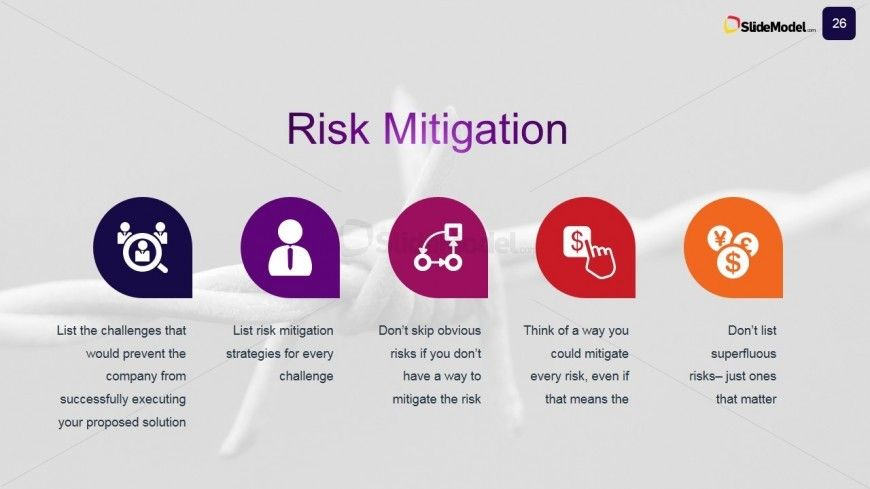 SlideModel.com
26
Risk Mitigation
SlideModel.com
List the challenges that
would prevent the
company from
successfully executing
your proposed solution
List risk mitigation
strategies for every
challenge
Don’t skip obvious
risks if you don’t
have a way to
mitigate the risk
Think of a way you
could mitigate
every risk, even if
that means the
Don’t list
superfluous
risks– just ones
that matter
$
¥
£
$